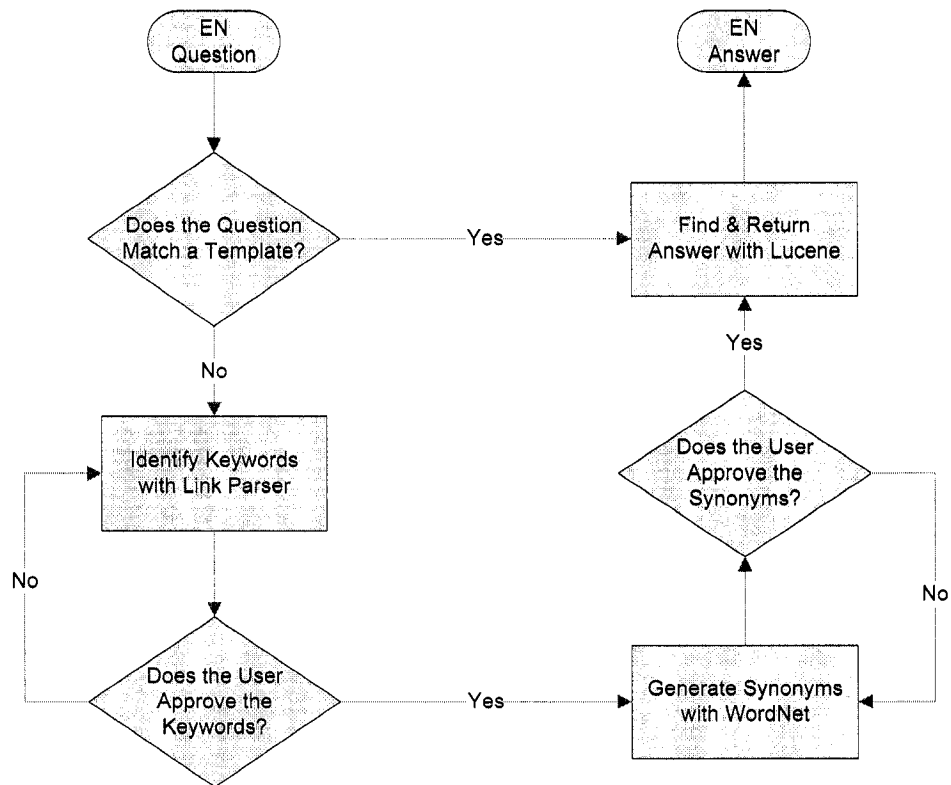 EN
Question
EN
Answer
Does the Question
Match a Template?
Yes
Find & Return
Answer with Lucene
No
Yes
Identify Keywords
with Link Parser
Does the User
Approve the
Synonyms?
No
No
Does the User
Approve the
Keywords?
Yes
Generate Synonyms
with WordNet